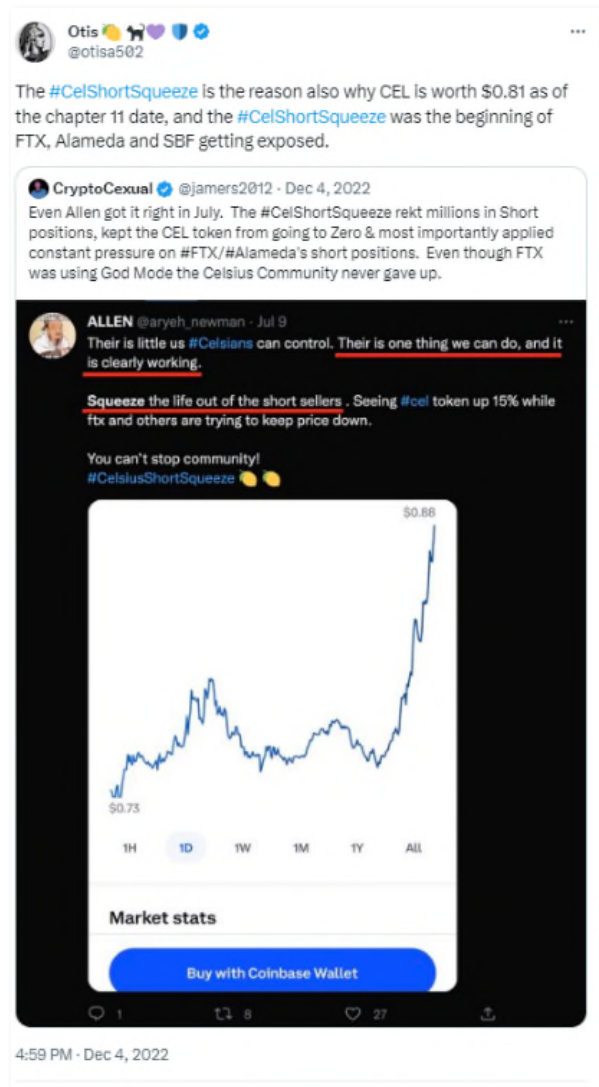 Otis 🍋🐈‍⬛💜🛡️
@otisa502
The #CelShortSqueeze is the reason also why CEL is worth $0.81 as of
the chapter 11 date, and the #CelShortSqueeze was the beginning of
FTX, Alameda and SBF getting exposed.
CryptoCexual @jamers2012 · Dec 4, 2022
Even Allen got it right in July. The #CelShortSqueeze rekt millions in Short
positions, kept the CEL token from going to Zero & most importantly applied
constant pressure on #FTX/#Alameda's short positions. Even though FTX
was using God Mode the Celsius Community never gave up.
ALLEN @aryeh_newman · Jul 9
Their is little us #Celsians can control. Their is one thing we can do, and it
is clearly working.
Squeeze the life out of the short sellers . Seeing #cel token up 15% while
ftx and others are trying to keep price down.
You can't stop community!
#CelsiusShortSqueeze 🍋 🍋
$0.88
$0.73
1H 1D 1W 1M 1Y All
Market stats
Buy with Coinbase Wallet
1 8 27
4:59 PM · Dec 4, 2022